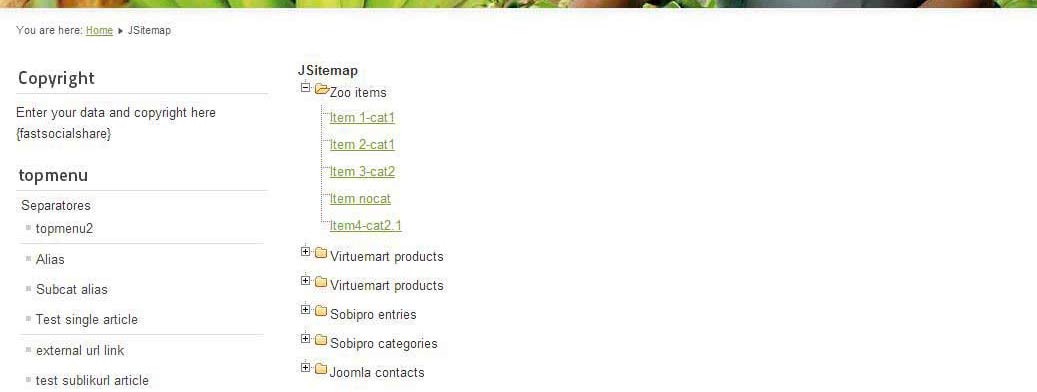 You are here: Home JSitemap
Copyright
Enter your data and copyright here
{fastsocialshare}
topmenu
Separatores
topmenu2
Alias
Subcat alias
Test single article
external url link
test sublikurl article
JSitemap
Zoo items
Item 1-cat1
Item 2-cat1
Item 3-cat2
Item nocat
Item4-cat2.1
Virtuemart products
Virtuemart products
Sobipro entries
Sobipro categories
Joomla contacts